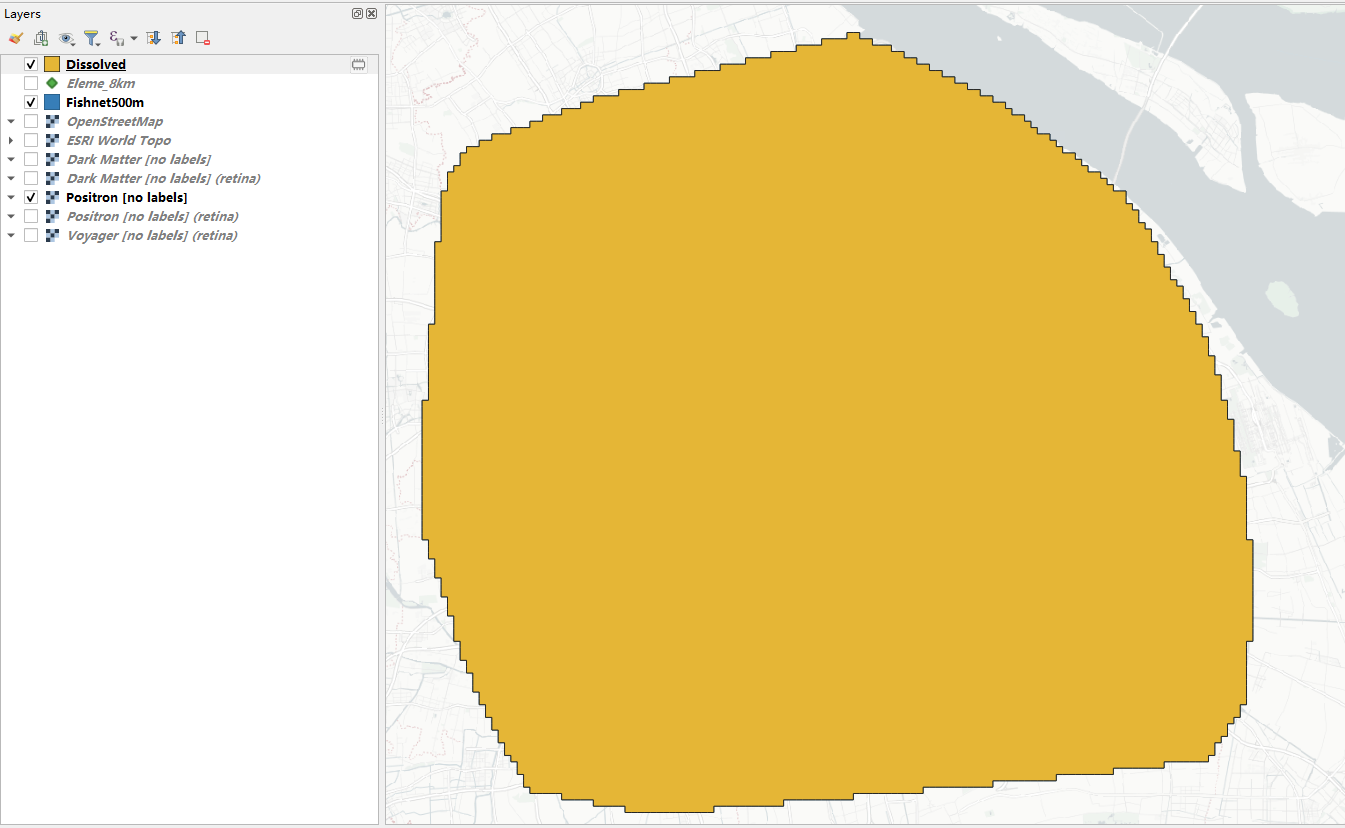 Layers
Dissolved
Eleme_8km
Fishnet500m
OpenStreetMap
ESRI World Topo
Dark Matter [no labels]
Dark Matter [no labels] (retina)
Positron [no labels]
Positron [no labels] (retina)
Voyager [no labels] (retina)